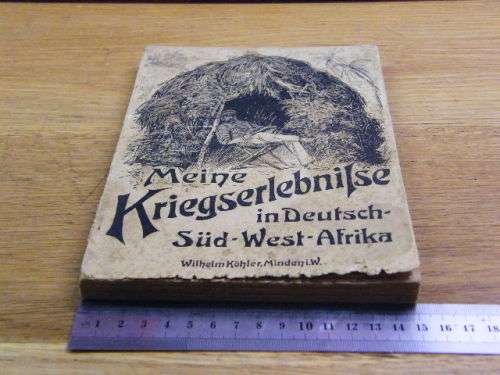 Meine
Kriegserlebniſse
in Deutsch-
Süd-West-Afrika
Wilhelm Köhler, Minden i.W.
1 2 3 4 5 6 7 8 9 10 11 12 13 14 15 16 17 18